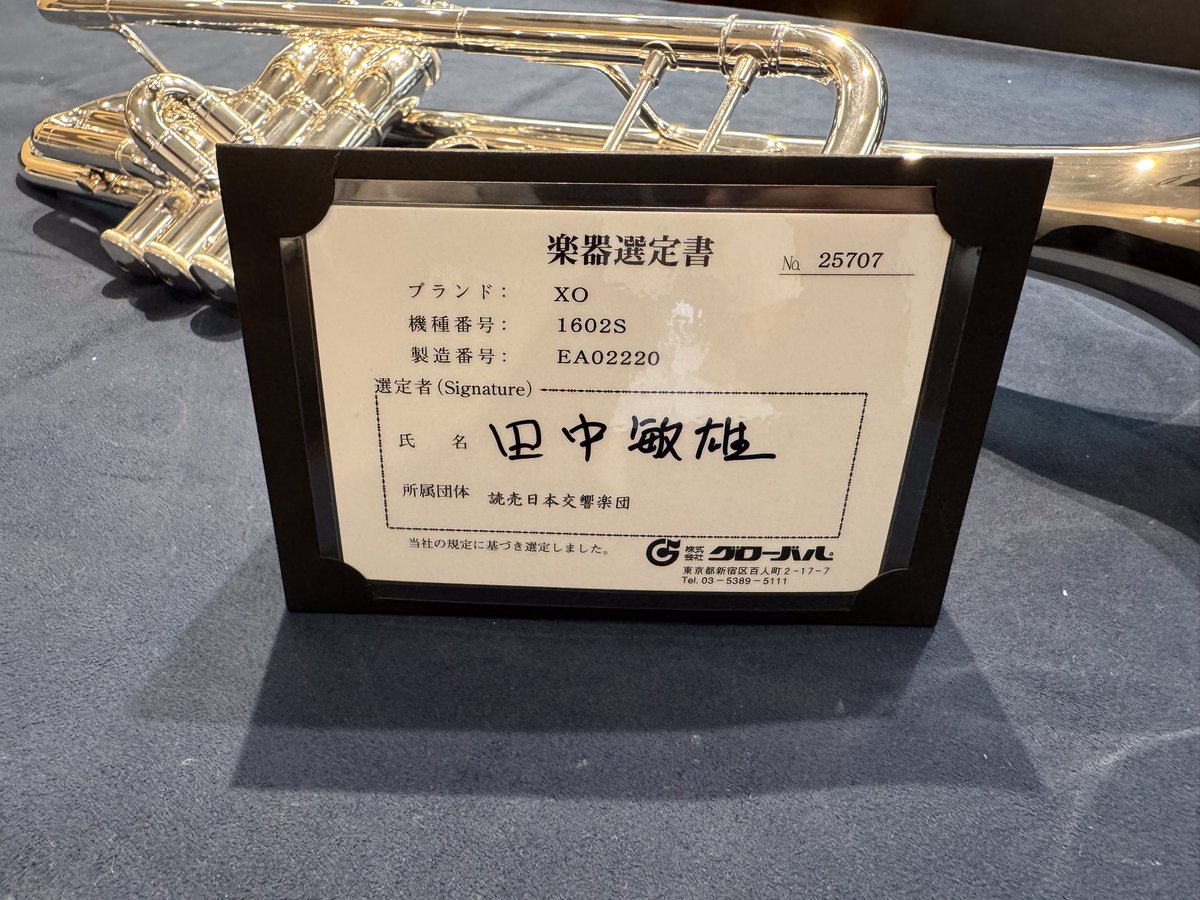 楽器選定書
No. 25707
ブランド: XO
機種番号: 1602S
製造番号: EA02220
選定者(Signature)
氏 名 田中敏雄
所属団体 読売日本交響楽団
当社の規定に基づき選定しました。
株式会社 グローバル
東京都新宿区百人町2-17-7
Tel. 03-5389-5111